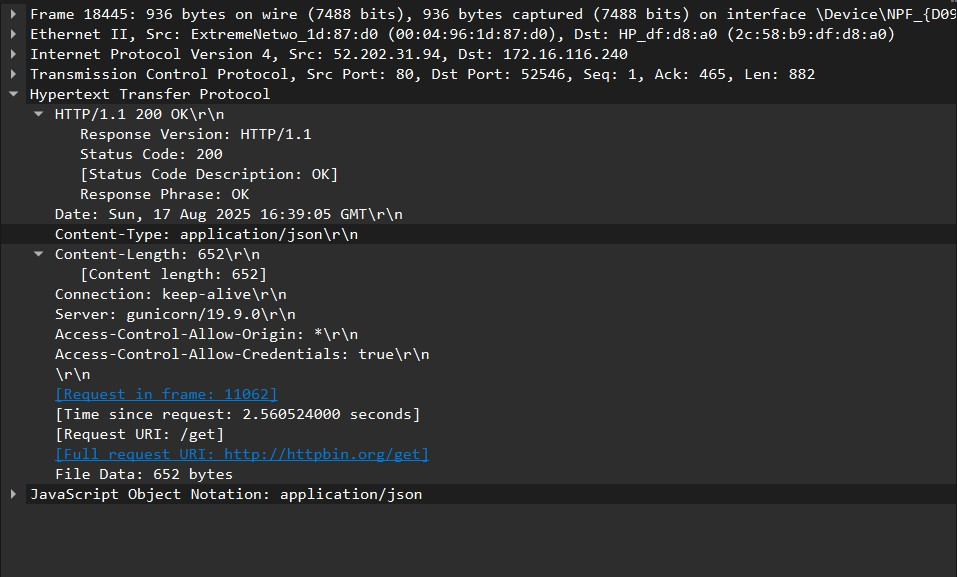 Frame 18445: 936 bytes on wire (7488 bits), 936 bytes captured (7488 bits) on interface \Device\NPF_{D09
Ethernet II, Src: ExtremeNetwo_1d:87:d0 (00:04:96:1d:87:d0), Dst: HP_df:d8:a0 (2c:58:b9:df:d8:a0)
Internet Protocol Version 4, Src: 52.202.31.94, Dst: 172.16.116.240
Transmission Control Protocol, Src Port: 80, Dst Port: 52546, Seq: 1, Ack: 465, Len: 882
Hypertext Transfer Protocol
HTTP/1.1 200 OK\r\n
Response Version: HTTP/1.1
Status Code: 200
[Status Code Description: OK]
Response Phrase: OK
Date: Sun, 17 Aug 2025 16:39:05 GMT\r\n
Content-Type: application/json\r\n
Content-Length: 652\r\n
[Content length: 652]
Connection: keep-alive\r\n
Server: gunicorn/19.9.0\r\n
Access-Control-Allow-Origin: *\r\n
Access-Control-Allow-Credentials: true\r\n
\r\n
[Request in frame: 11062]
[Time since request: 2.560524000 seconds]
[Request URI: /get]
[Full request URI: http://httpbin.org/get]
File Data: 652 bytes
JavaScript Object Notation: application/json